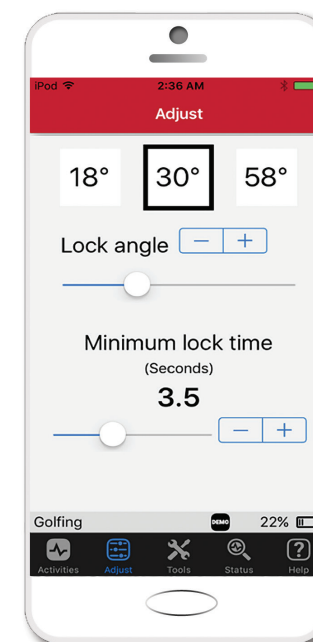 iPod 2:36 AM
Adjust
18° 30° 58°
Lock angle − +
Minimum lock time
(Seconds)
3.5
− +
Golfing DEMO 22%
Activities Adjust Tools Status Help